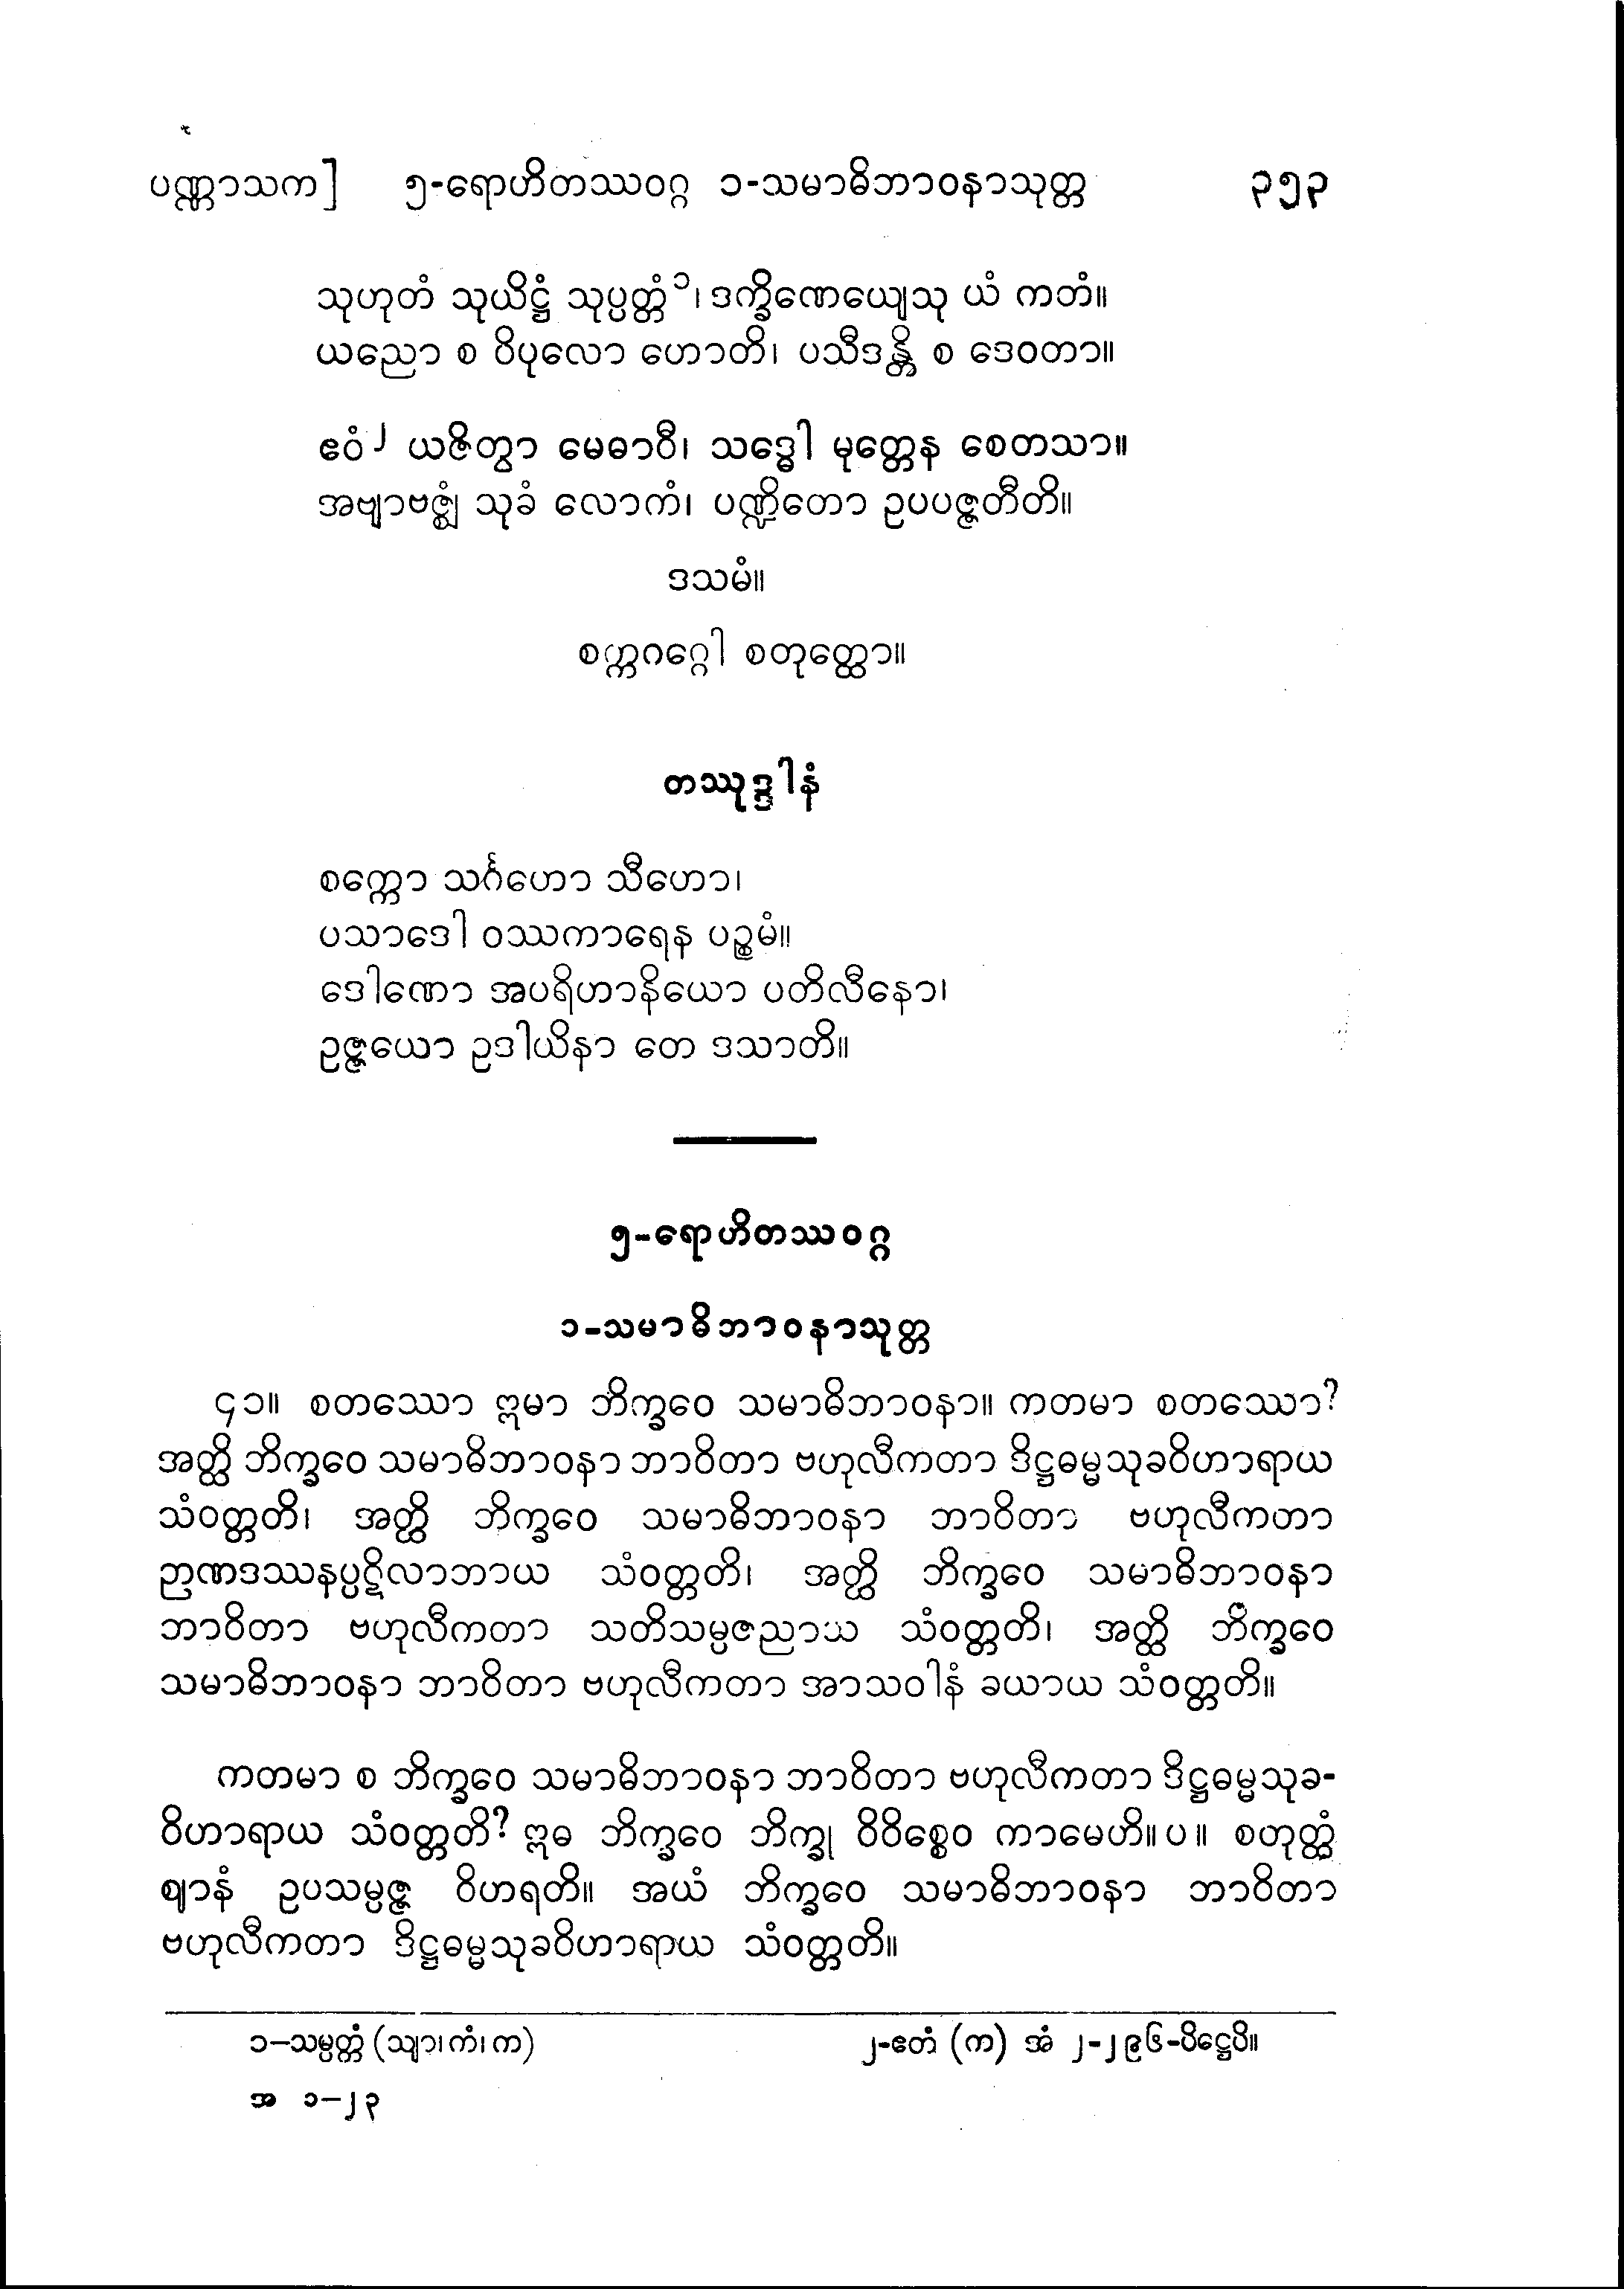 ပဏ္ဏာသက] ၅-ရောဟိတဿဝဂ္ဂ ၁-သမာဓိဘာဝနာသုတ္တ ၃၅၃
သုဟုတံ သုယိဋ္ဌံ သုပ္ပတ္တံ၁၊ ဒက္ခိဏေယျေသု ယံ ကတံ။
ယညော စ ဝိပုလော ဟောတိ၊ ပသီဒန္တိ စ ဒေဝတာ။
ဧဝံ၂ ယဇိတွာ မေဓာဝီ၊ သဒ္ဓေါ မုတ္တေန စေတသာ။
အဗျာဗဇ္ဈံ သုခံ လောကံ၊ ပဏ္ဍိတော ဥပပဇ္ဇတီတိ။
ဒသမံ။
စက္ကဂဂ္ဂေါ စတုတ္ထော။
တဿုဒ္ဒါနံ
စက္ကော သင်္ဂဟော သီဟော၊
ပသာဒေါ ဝဿကာရေန ပဉ္စမံ။
ဒေါဏော အပရိဟာနိယော ပတိလီနော၊
ဥဇ္ဇယော ဥဒါယိနာ တေ ဒသာတိ။
၅-ရောဟိတဿဝဂ္ဂ
၁-သမာဓိဘာဝနာသုတ္တ
၄၁။ စတဿော ဣမာ ဘိက္ခဝေ သမာဓိဘာဝနာ။ ကတမာ စတဿော?
အတ္ထိ ဘိက္ခဝေ သမာဓိဘာဝနာ ဘာဝိတာ ဗဟုလီကတာ ဒိဋ္ဌဓမ္မသုခဝိဟာရာယ
သံဝတ္တတိ၊ အတ္ထိ ဘိက္ခဝေ သမာဓိဘာဝနာ ဘာဝိတာ ဗဟုလီကတာ
ဉာဏဒဿနပ္ပဋိလာဘာယ သံဝတ္တတိ၊ အတ္ထိ ဘိက္ခဝေ သမာဓိဘာဝနာ
ဘာဝိတာ ဗဟုလီကတာ သတိသမ္ပဇညာယ သံဝတ္တတိ၊ အတ္ထိ ဘိက္ခဝေ
သမာဓိဘာဝနာ ဘာဝိတာ ဗဟုလီကတာ အာသဝါနံ ခယာယ သံဝတ္တတိ။
ကတမာ စ ဘိက္ခဝေ သမာဓိဘာဝနာ ဘာဝိတာ ဗဟုလီကတာ ဒိဋ္ဌဓမ္မသုခ-
ဝိဟာရာယ သံဝတ္တတိ? ဣဓ ဘိက္ခဝေ ဘိက္ခု ဝိဝိစ္စေဝ ကာမေဟိ။ပ။ စတုတ္ထံ
ဈာနံ ဥပသမ္ပဇ္ဇ ဝိဟရတိ။ အယံ ဘိက္ခဝေ သမာဓိဘာဝနာ ဘာဝိတာ
ဗဟုလီကတာ ဒိဋ္ဌဓမ္မသုခဝိဟာရာယ သံဝတ္တတိ။
၁-သမ္ပတ္တံ (သျာ၊ ကံ၊ က) ၂-ဧတံ (က) အံ ၂-၂၉၆-ပိဋ္ဌေပိ။
အ ၁-၂၃